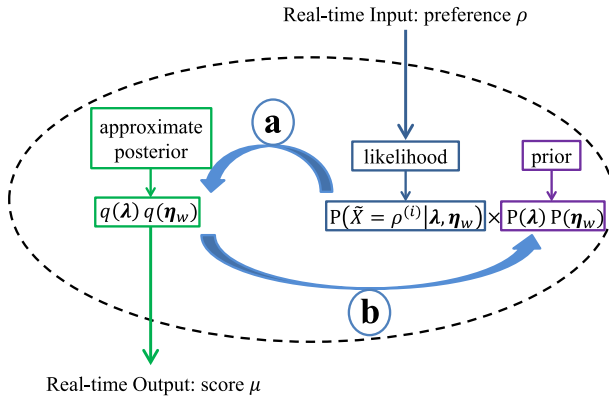 Real-time Input: preference ρ
approximate
posterior
a
likelihood
prior
q(λ) q(η_w)
P(X̃ = ρ^(i)|λ, η_w) × P(λ) P(η_w)
b
Real-time Output: score μ